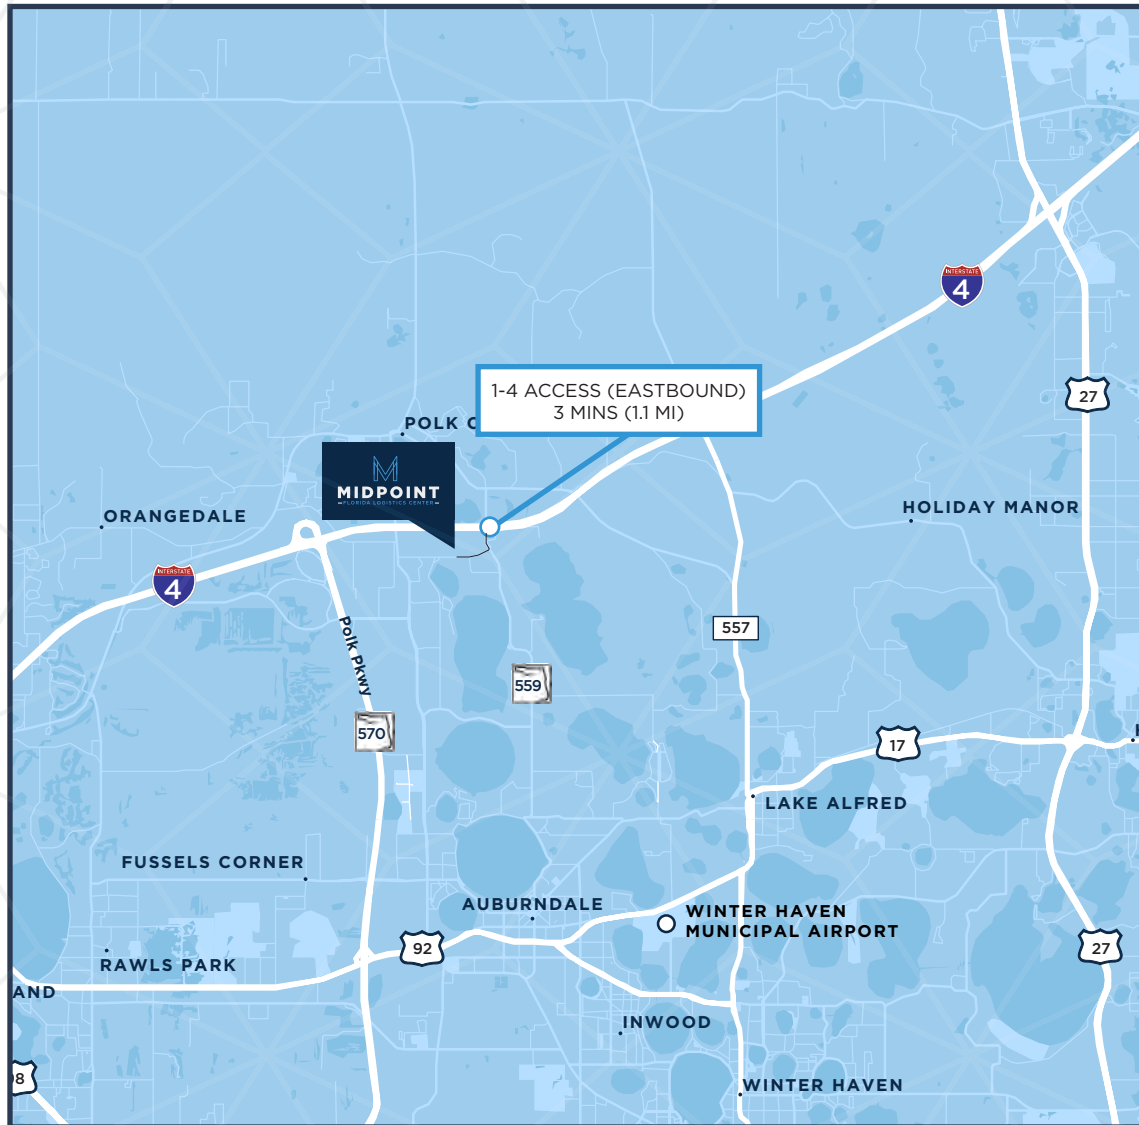 INTERSTATE
4
1-4 ACCESS (EASTBOUND)
3 MINS (1.1 MI)
27
POLK C
MIDPOINT
FLORIDA LOGISTICS CENTER
HOLIDAY MANOR
ORANGEDALE
INTERSTATE
4
Polk Pkwy
557
559
570
17
LAKE ALFRED
FUSSELS CORNER
AUBURNDALE
WINTER HAVEN
MUNICIPAL AIRPORT
92
27
RAWLS PARK
AND
INWOOD
8
WINTER HAVEN